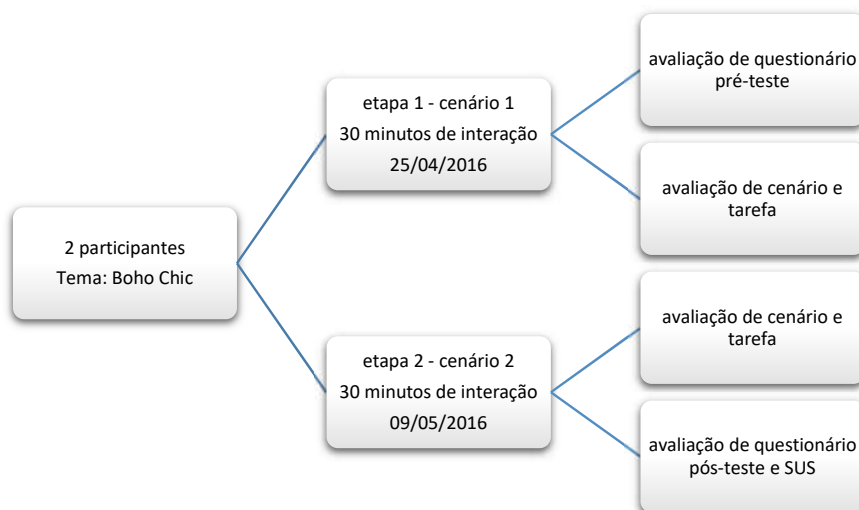 2 participantes
Tema: Boho Chic
etapa 1 - cenário 1
30 minutos de interação
25/04/2016
avaliação de questionário
pré-teste
avaliação de cenário e
tarefa
etapa 2 - cenário 2
30 minutos de interação
09/05/2016
avaliação de cenário e
tarefa
avaliação de questionário
pós-teste e SUS